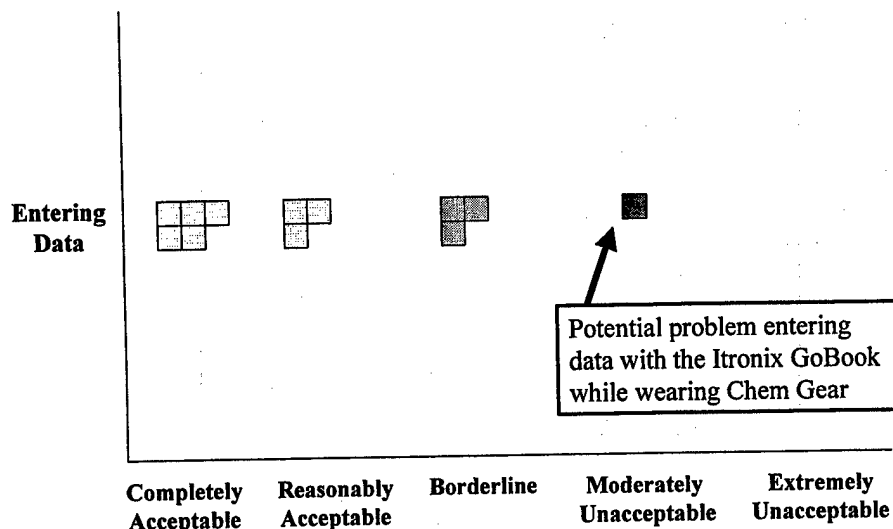 Entering
Data
Potential problem entering
data with the Itronix GoBook
while wearing Chem Gear
Completely
Acceptable
Reasonably
Acceptable
Borderline
Moderately
Unacceptable
Extremely
Unacceptable